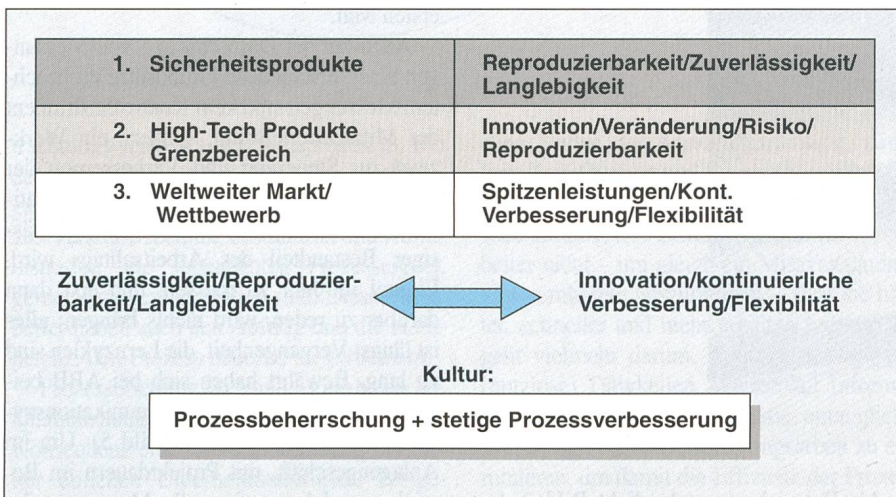 1. Sicherheitsprodukte
Reproduzierbarkeit/Zuverlässigkeit/
Langlebigkeit
2. High-Tech Produkte
Grenzbereich
Innovation/Veränderung/Risiko/
Reproduzierbarkeit
3. Weltweiter Markt/
Wettbewerb
Spitzenleistungen/Kont.
Verbesserung/Flexibilität
Zuverlässigkeit/Reproduzier-
barkeit/Langlebigkeit
Innovation/kontinuierliche
Verbesserung/Flexibilität
Kultur:
Prozessbeherrschung + stetige Prozessverbesserung